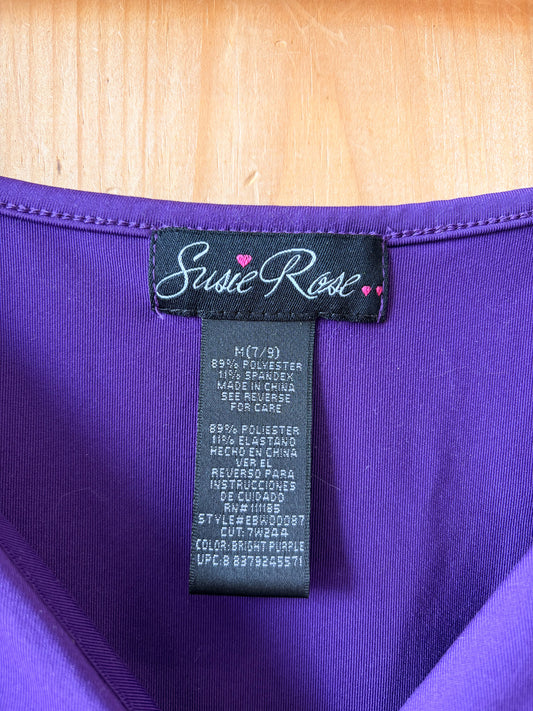 Susie Rose
M(7/9)
89% POLYESTER
11% SPANDEX
MADE IN CHINA
SEE REVERSE
FOR CARE
89% POLIESTER
11% ELASTANO
HECHO EN CHINA
VER EL
REVERSO PARA
INSTRUCCIONES
DE CUIDADO
RN# 111185
STYLE#EBW00087
CUT: 7W244
COLOR: BRIGHT PURPLE
UPC: B 8379245571